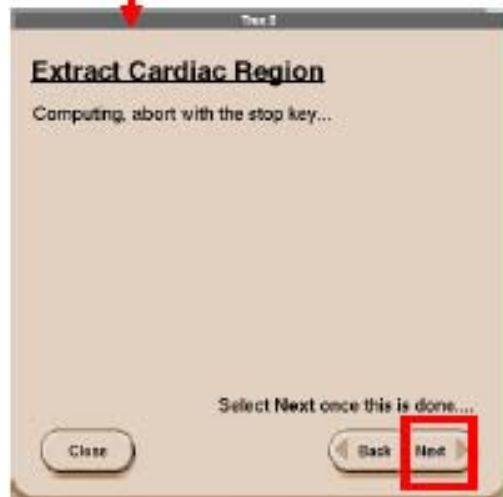 Extract Cardiac Region
Computing, abort with the stop key...
Select Next once this is done....
Close
Back
Next